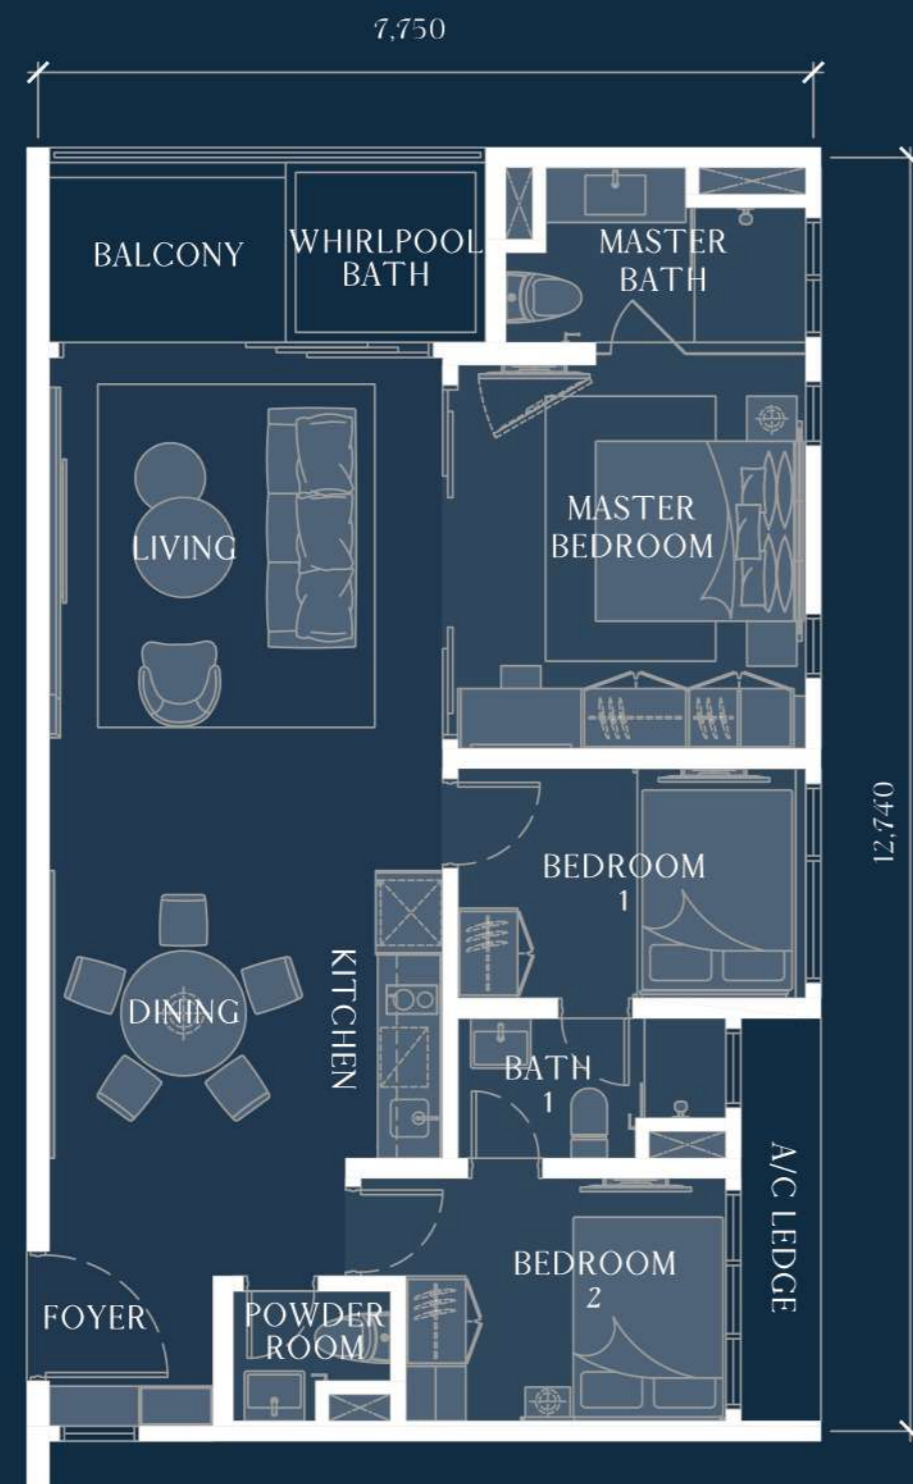 7,750
BALCONY
WHIRLPOOL
BATH
MASTER
BATH
LIVING
MASTER
BEDROOM
12,740
BEDROOM
1
DINING
KITCHEN
BATH
1
A/C LEDGE
BEDROOM
2
FOYER
POWDER
ROOM